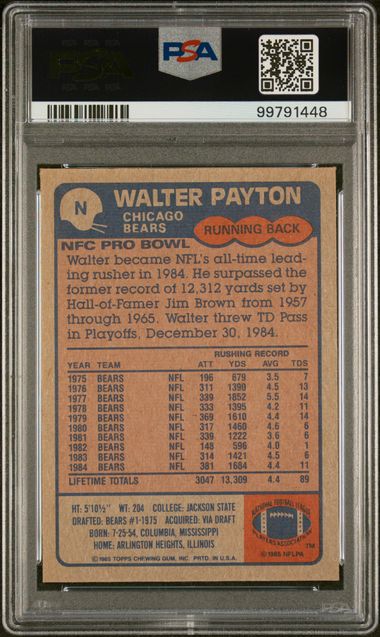 PSA
PSA
99791448
N
WALTER PAYTON
CHICAGO
BEARS
RUNNING BACK
NFC PRO BOWL
Walter became NFL's all-time lead-
ing rusher in 1984. He surpassed the
former record of 12,312 yards set by
Hall-of-Famer Jim Brown from 1957
through 1965. Walter threw TD Pass
in Playoffs, December 30, 1984.
RUSHING RECORD
YEAR TEAM ATT YDS AVG TDS
1975 BEARS NFL 196 679 3.5 7
1976 BEARS NFL 311 1390 4.5 13
1977 BEARS NFL 339 1852 5.5 14
1978 BEARS NFL 333 1395 4.2 11
1979 BEARS NFL 369 1610 4.4 14
1980 BEARS NFL 317 1460 4.6 6
1981 BEARS NFL 339 1222 3.6 6
1982 BEARS NFL 148 596 4.0 1
1983 BEARS NFL 314 1421 4.5 6
1984 BEARS NFL 381 1684 4.4 11
LIFETIME TOTALS 3047 13,309 4.4 89
HT: 5'10½" WT: 204 COLLEGE: JACKSON STATE
DRAFTED: BEARS #1-1975 ACQUIRED: VIA DRAFT
BORN: 7-25-54, COLUMBIA, MISSISSIPPI
HOME: ARLINGTON HEIGHTS, ILLINOIS
©1985 TOPPS CHEWING GUM, INC. PRTD. IN U.S.A.
NATIONAL FOOTBALL LEAGUE
PLAYERS ASSOCIATION
TM
©1985 NFLPA